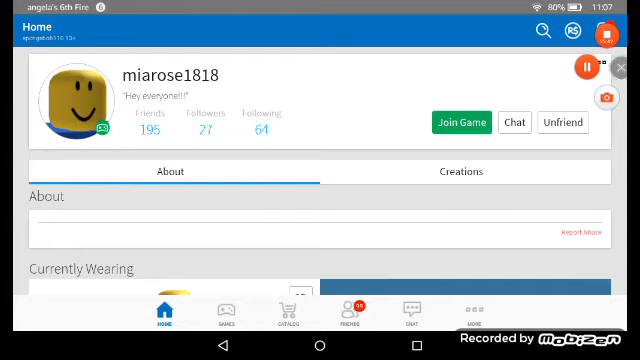 angela's 6th Fire 6 80% 11:07
Home
spongebob116 13+
R$
miarose1818
"Hey everyone!!!"
Friends Followers Following
195 27 64
Join Game Chat Unfriend
About Creations
About
Report Abuse
Currently Wearing
99
HOME GAMES CATALOG FRIENDS CHAT MORE
Recorded by MOBIZEN